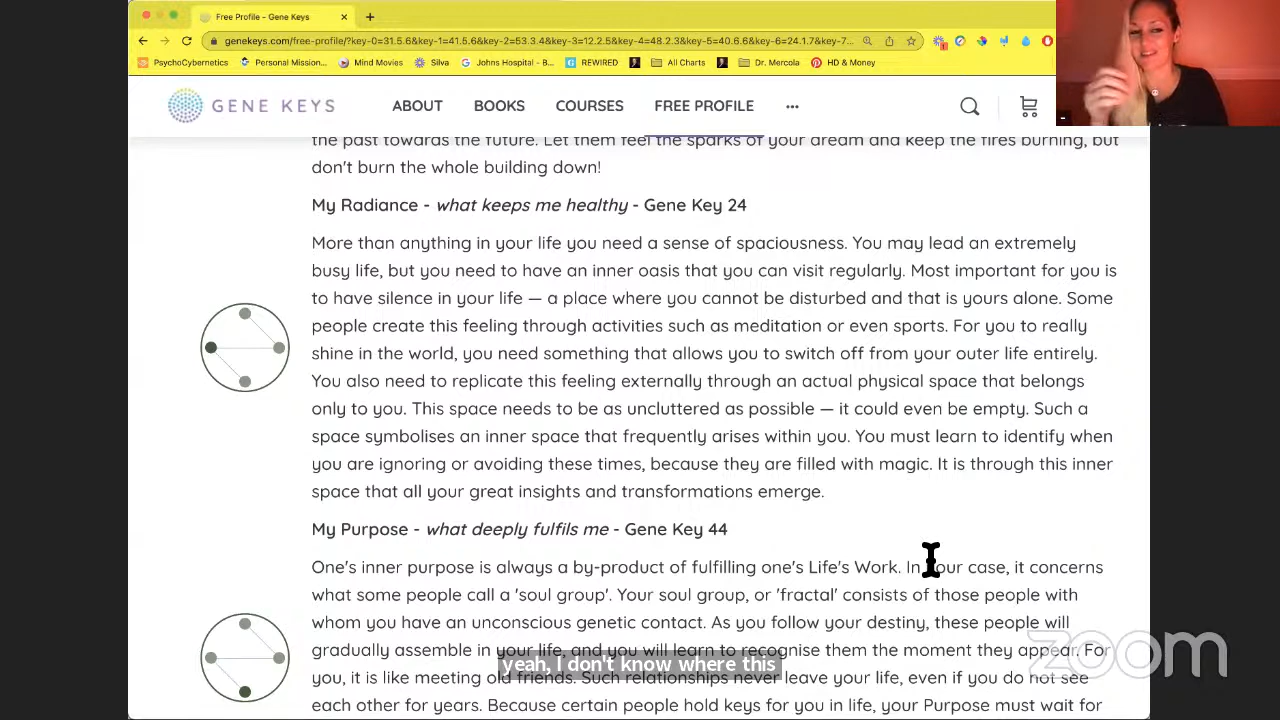 Free Profile - Gene Keys
genekeys.com/free-profile/?key-0=31.5.6&key-1=41.5.6&key-2=53.3.4&key-3=12.2.5&key-4=48.2.3&key-5=40.6.6&key-6=24.1.7&key-7...
PsychoCybernetics Personal Mission... Mind Movies Silva Johns Hospital - B... REWIRED All Charts Dr. Mercola HD & Money
GENE KEYS ABOUT BOOKS COURSES FREE PROFILE ...
the past towards the future. Let them feel the sparks of your dream and keep the fires burning, but
don't burn the whole building down!
My Radiance - what keeps me healthy - Gene Key 24
More than anything in your life you need a sense of spaciousness. You may lead an extremely
busy life, but you need to have an inner oasis that you can visit regularly. Most important for you is
to have silence in your life — a place where you cannot be disturbed and that is yours alone. Some
people create this feeling through activities such as meditation or even sports. For you to really
shine in the world, you need something that allows you to switch off from your outer life entirely.
You also need to replicate this feeling externally through an actual physical space that belongs
only to you. This space needs to be as uncluttered as possible — it could even be empty. Such a
space symbolises an inner space that frequently arises within you. You must learn to identify when
you are ignoring or avoiding these times, because they are filled with magic. It is through this inner
space that all your great insights and transformations emerge.
My Purpose - what deeply fulfils me - Gene Key 44
One's inner purpose is always a by-product of fulfilling one's Life's Work. In your case, it concerns
what some people call a 'soul group'. Your soul group, or 'fractal' consists of those people with
whom you have an unconscious genetic contact. As you follow your destiny, these people will
gradually assemble in your life, and you will learn to recognise them the moment they appear. For
yeah, I don't know where this
you, it is like meeting old friends. Such relationships never leave your life, even if you do not see
each other for years. Because certain people hold keys for you in life, your Purpose must wait for
zoom